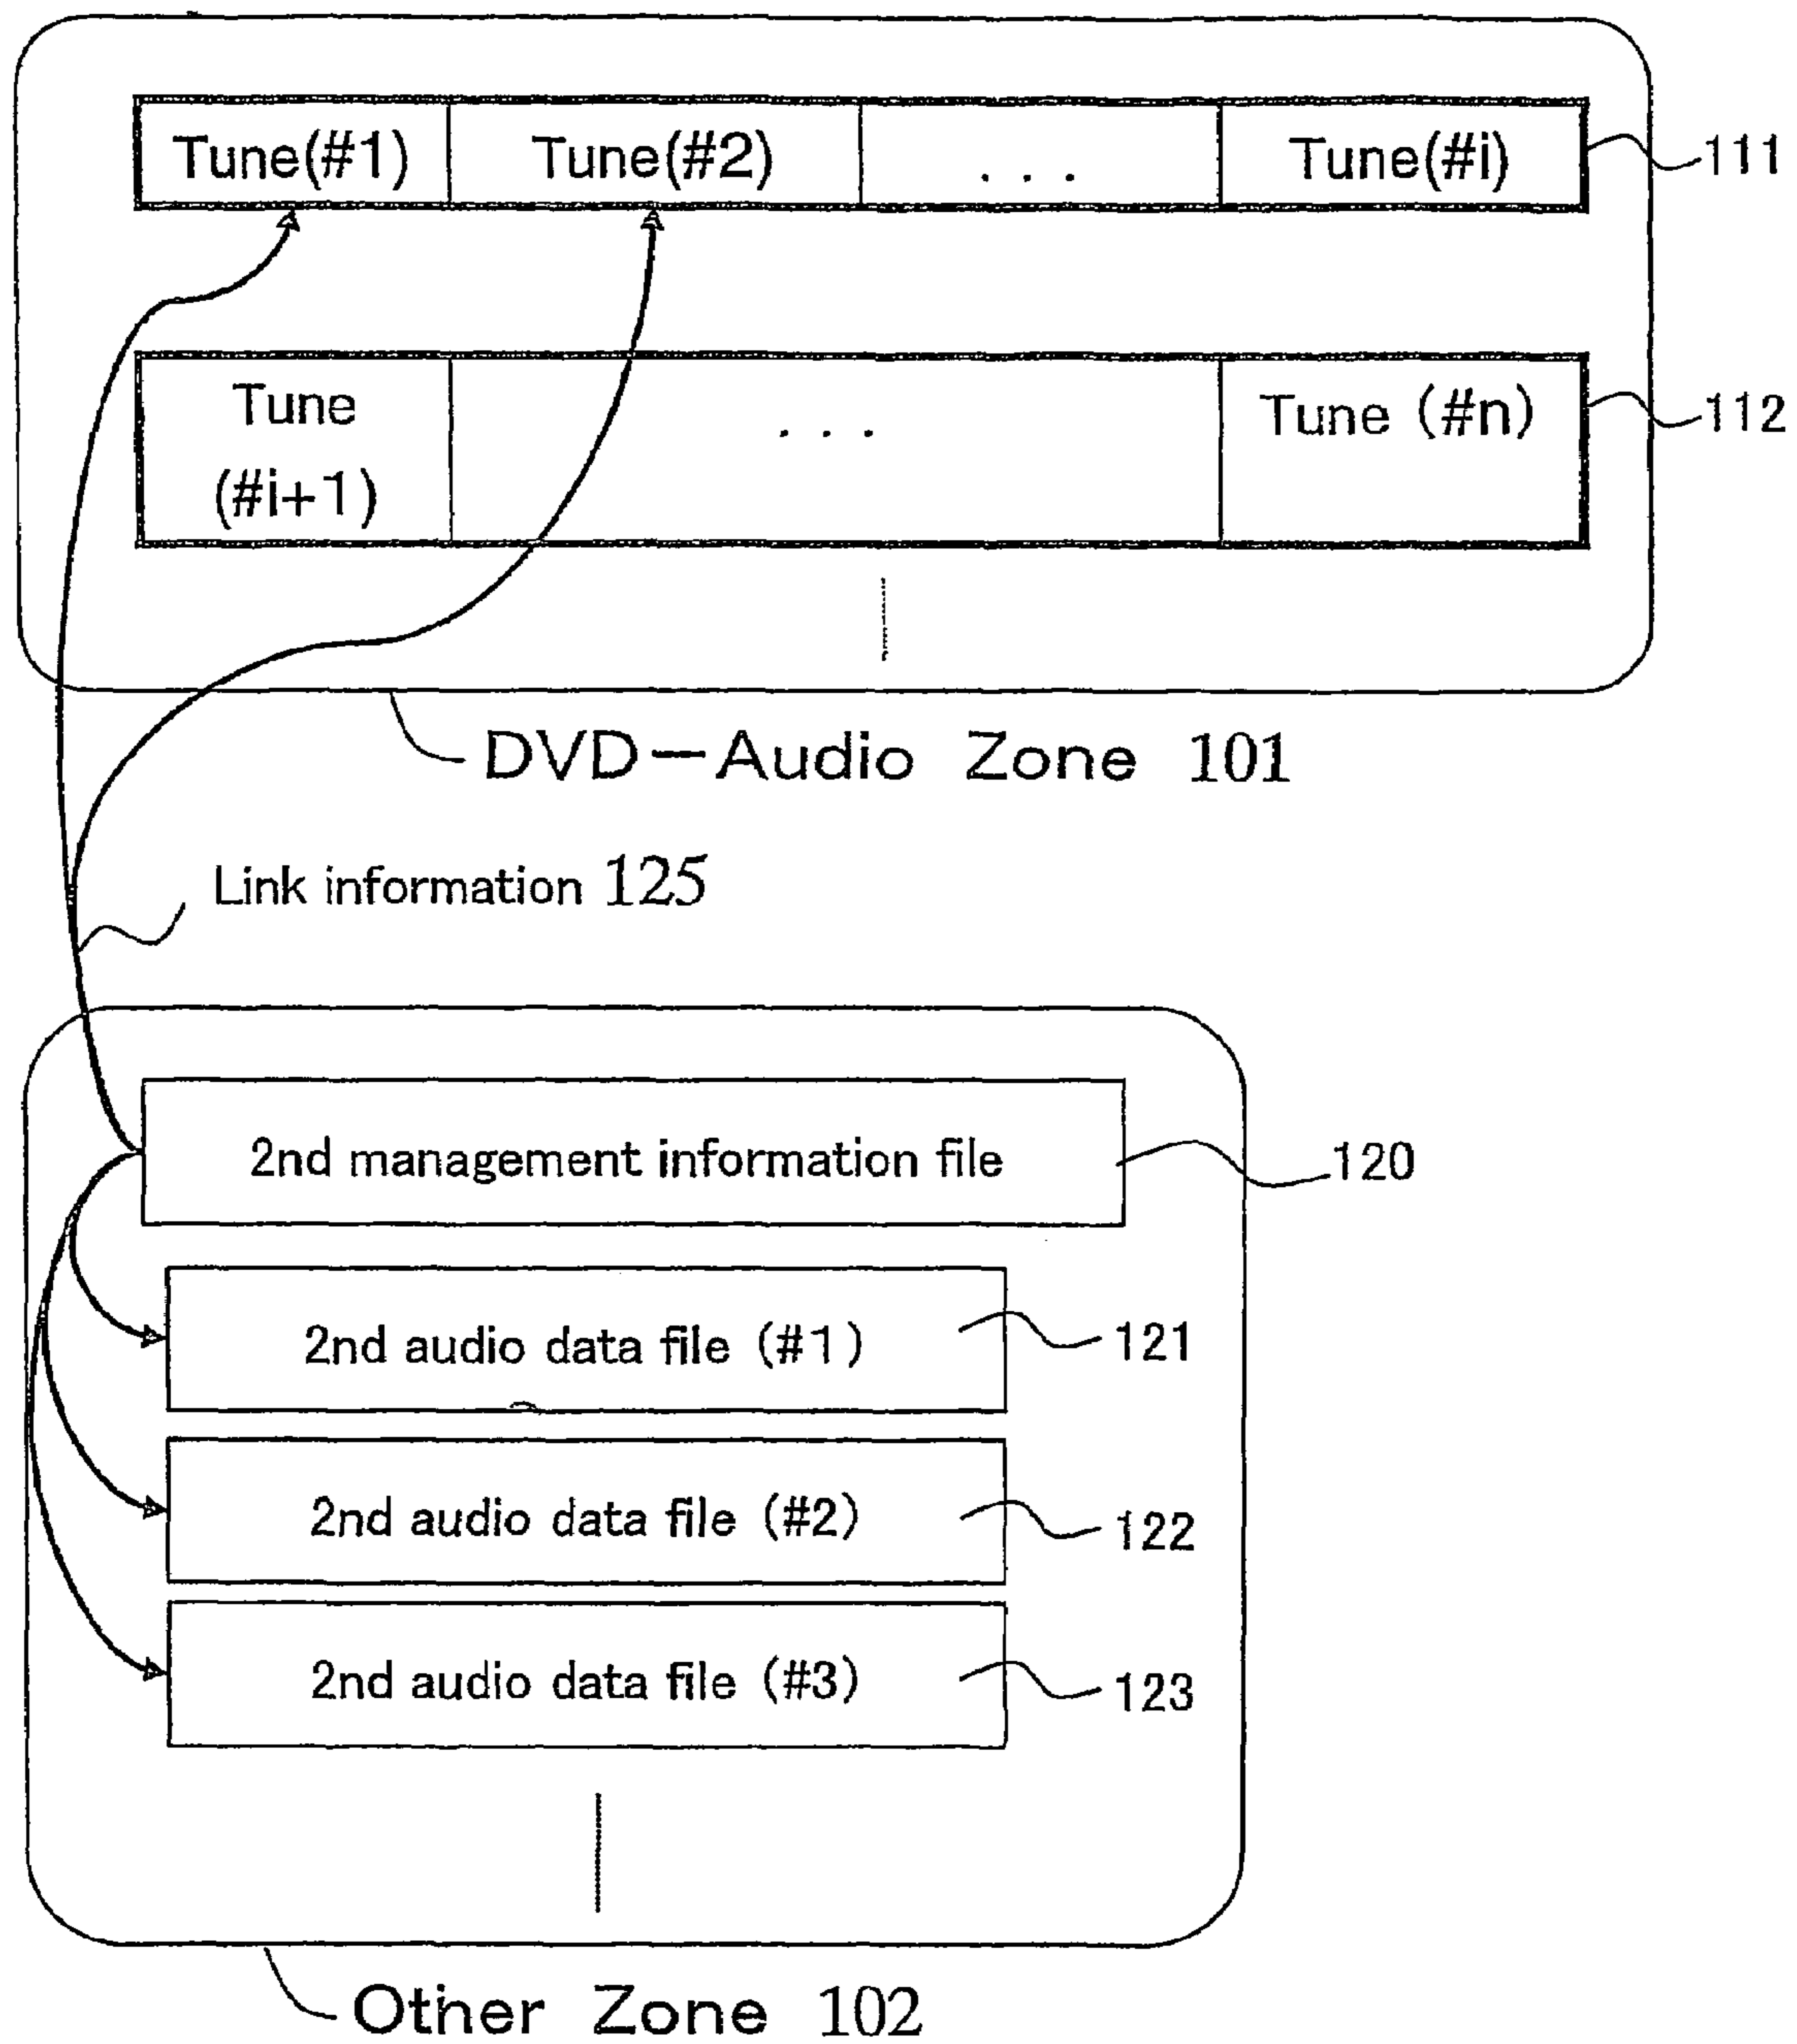 Tune(#1) Tune(#2) ... Tune(#i) 111
Tune ... Tune (#n) 112
(#i+1)
DVD-Audio Zone 101
Link information 125
2nd management information file 120
2nd audio data file (#1) 121
2nd audio data file (#2) 122
2nd audio data file (#3) 123
Other Zone 102